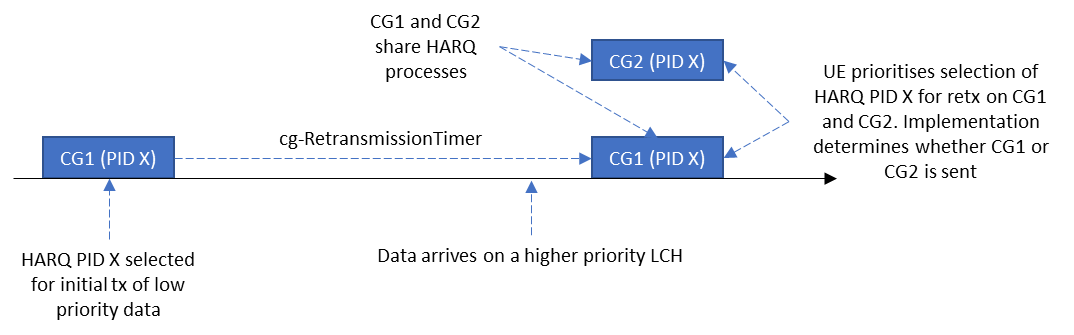 CG1 and CG2
share HARQ
processes
CG2 (PID X)
UE prioritises selection of
HARQ PID X for retx on CG1
and CG2. Implementation
determines whether CG1 or
CG2 is sent
CG1 (PID X)
cg-RetransmissionTimer
CG1 (PID X)
HARQ PID X selected
for initial tx of low
priority data
Data arrives on a higher priority LCH